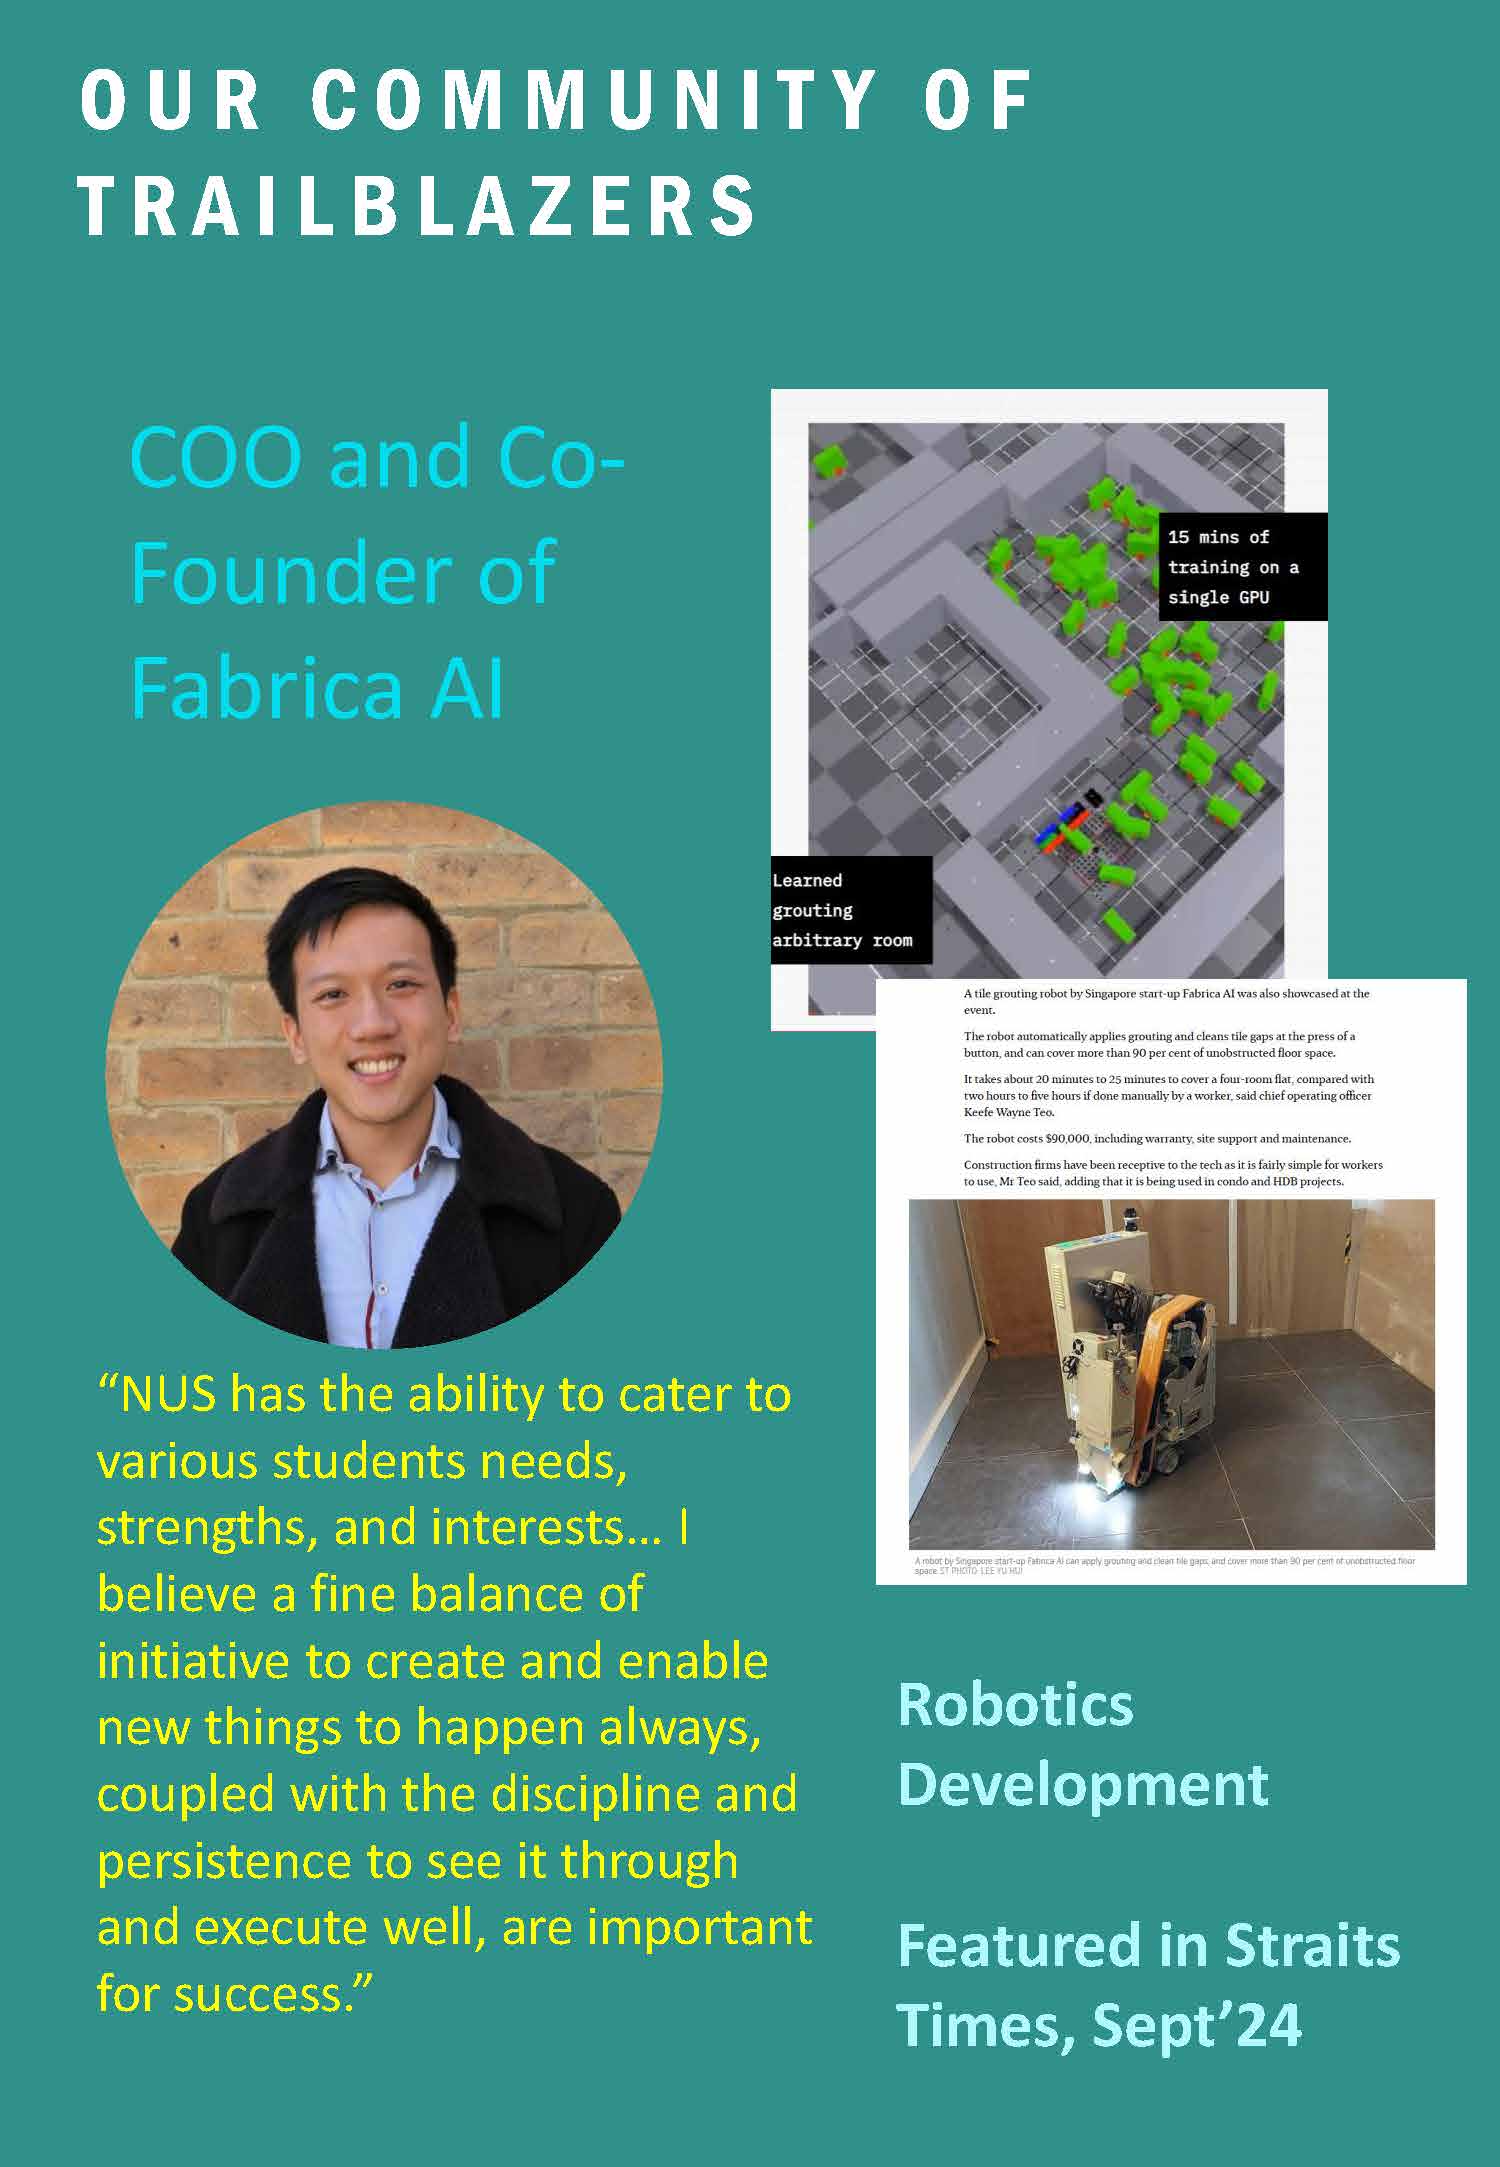 OUR COMMUNITY OF
TRAILBLAZERS
COO and Co-
Founder of
Fabrica AI
15 mins of
training on a
single GPU
Learned
grouting
arbitrary room
A tile grouting robot by Singapore start-up Fabrica AI was also showcased at the
event.
The robot automatically applies grouting and cleans tile gaps at the press of a
button, and can cover more than 90 per cent of unobstructed floor space.
It takes about 20 minutes to 25 minutes to cover a four-room flat, compared with
two hours to five hours if done manually by a worker, said chief operating officer
Keefe Wayne Teo.
The robot costs $90,000, including warranty, site support and maintenance.
Construction firms have been receptive to the tech as it is fairly simple for workers
to use, Mr Teo said, adding that it is being used in condo and HDB projects.
A robot by Singapore start-up Fabrica AI can apply grouting and clean tile gaps, and cover more than 90 per cent of unobstructed floor
space. ST PHOTO: LEE YU HUI
“NUS has the ability to cater to
various students needs,
strengths, and interests... I
believe a fine balance of
initiative to create and enable
new things to happen always,
coupled with the discipline and
persistence to see it through
and execute well, are important
for success.”
Robotics
Development
Featured in Straits
Times, Sept’24